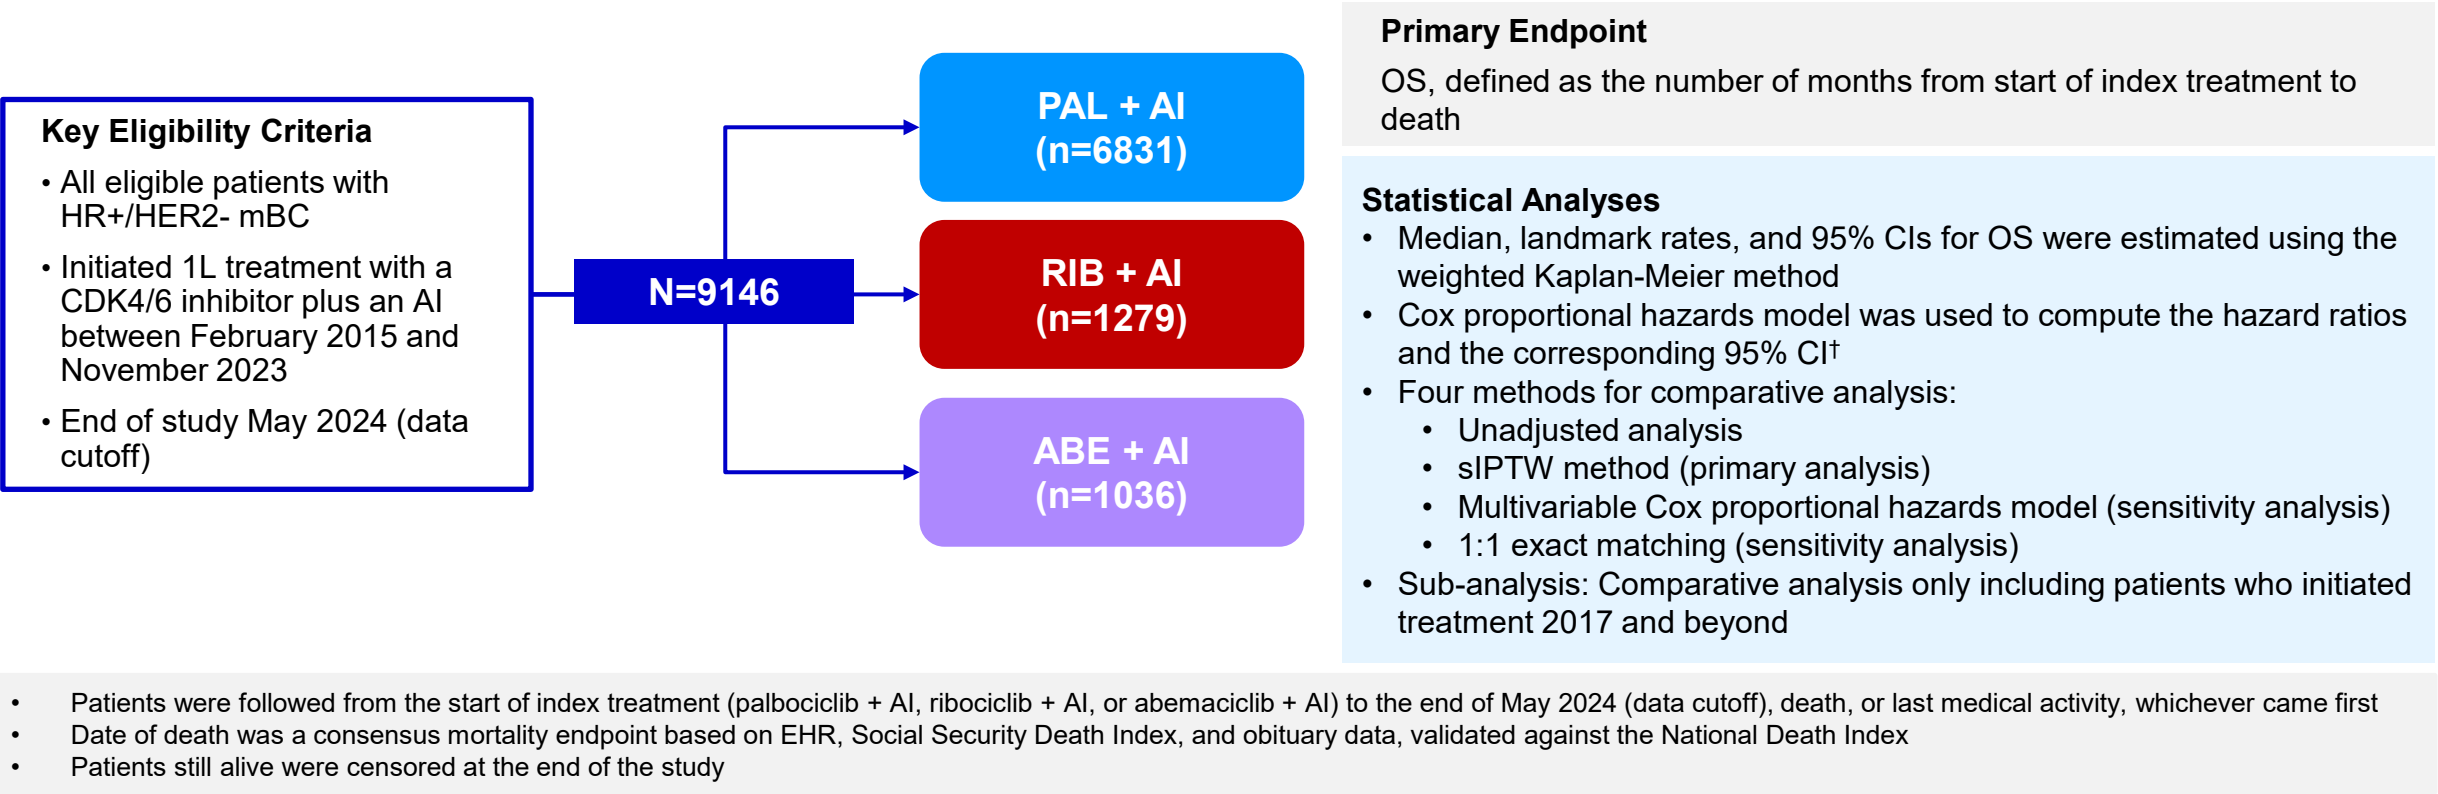 Key Eligibility Criteria
• All eligible patients with
HR+/HER2- mBC
• Initiated 1L treatment with a
CDK4/6 inhibitor plus an AI
between February 2015 and
November 2023
• End of study May 2024 (data
cutoff)
N=9146
PAL + AI
(n=6831)
RIB + AI
(n=1279)
ABE + AI
(n=1036)
Primary Endpoint
OS, defined as the number of months from start of index treatment to
death
Statistical Analyses
• Median, landmark rates, and 95% CIs for OS were estimated using the
weighted Kaplan-Meier method
• Cox proportional hazards model was used to compute the hazard ratios
and the corresponding 95% CI†
• Four methods for comparative analysis:
• Unadjusted analysis
• sIPTW method (primary analysis)
• Multivariable Cox proportional hazards model (sensitivity analysis)
• 1:1 exact matching (sensitivity analysis)
• Sub-analysis: Comparative analysis only including patients who initiated
treatment 2017 and beyond
• Patients were followed from the start of index treatment (palbociclib + AI, ribociclib + AI, or abemaciclib + AI) to the end of May 2024 (data cutoff), death, or last medical activity, whichever came first
• Date of death was a consensus mortality endpoint based on EHR, Social Security Death Index, and obituary data, validated against the National Death Index
• Patients still alive were censored at the end of the study